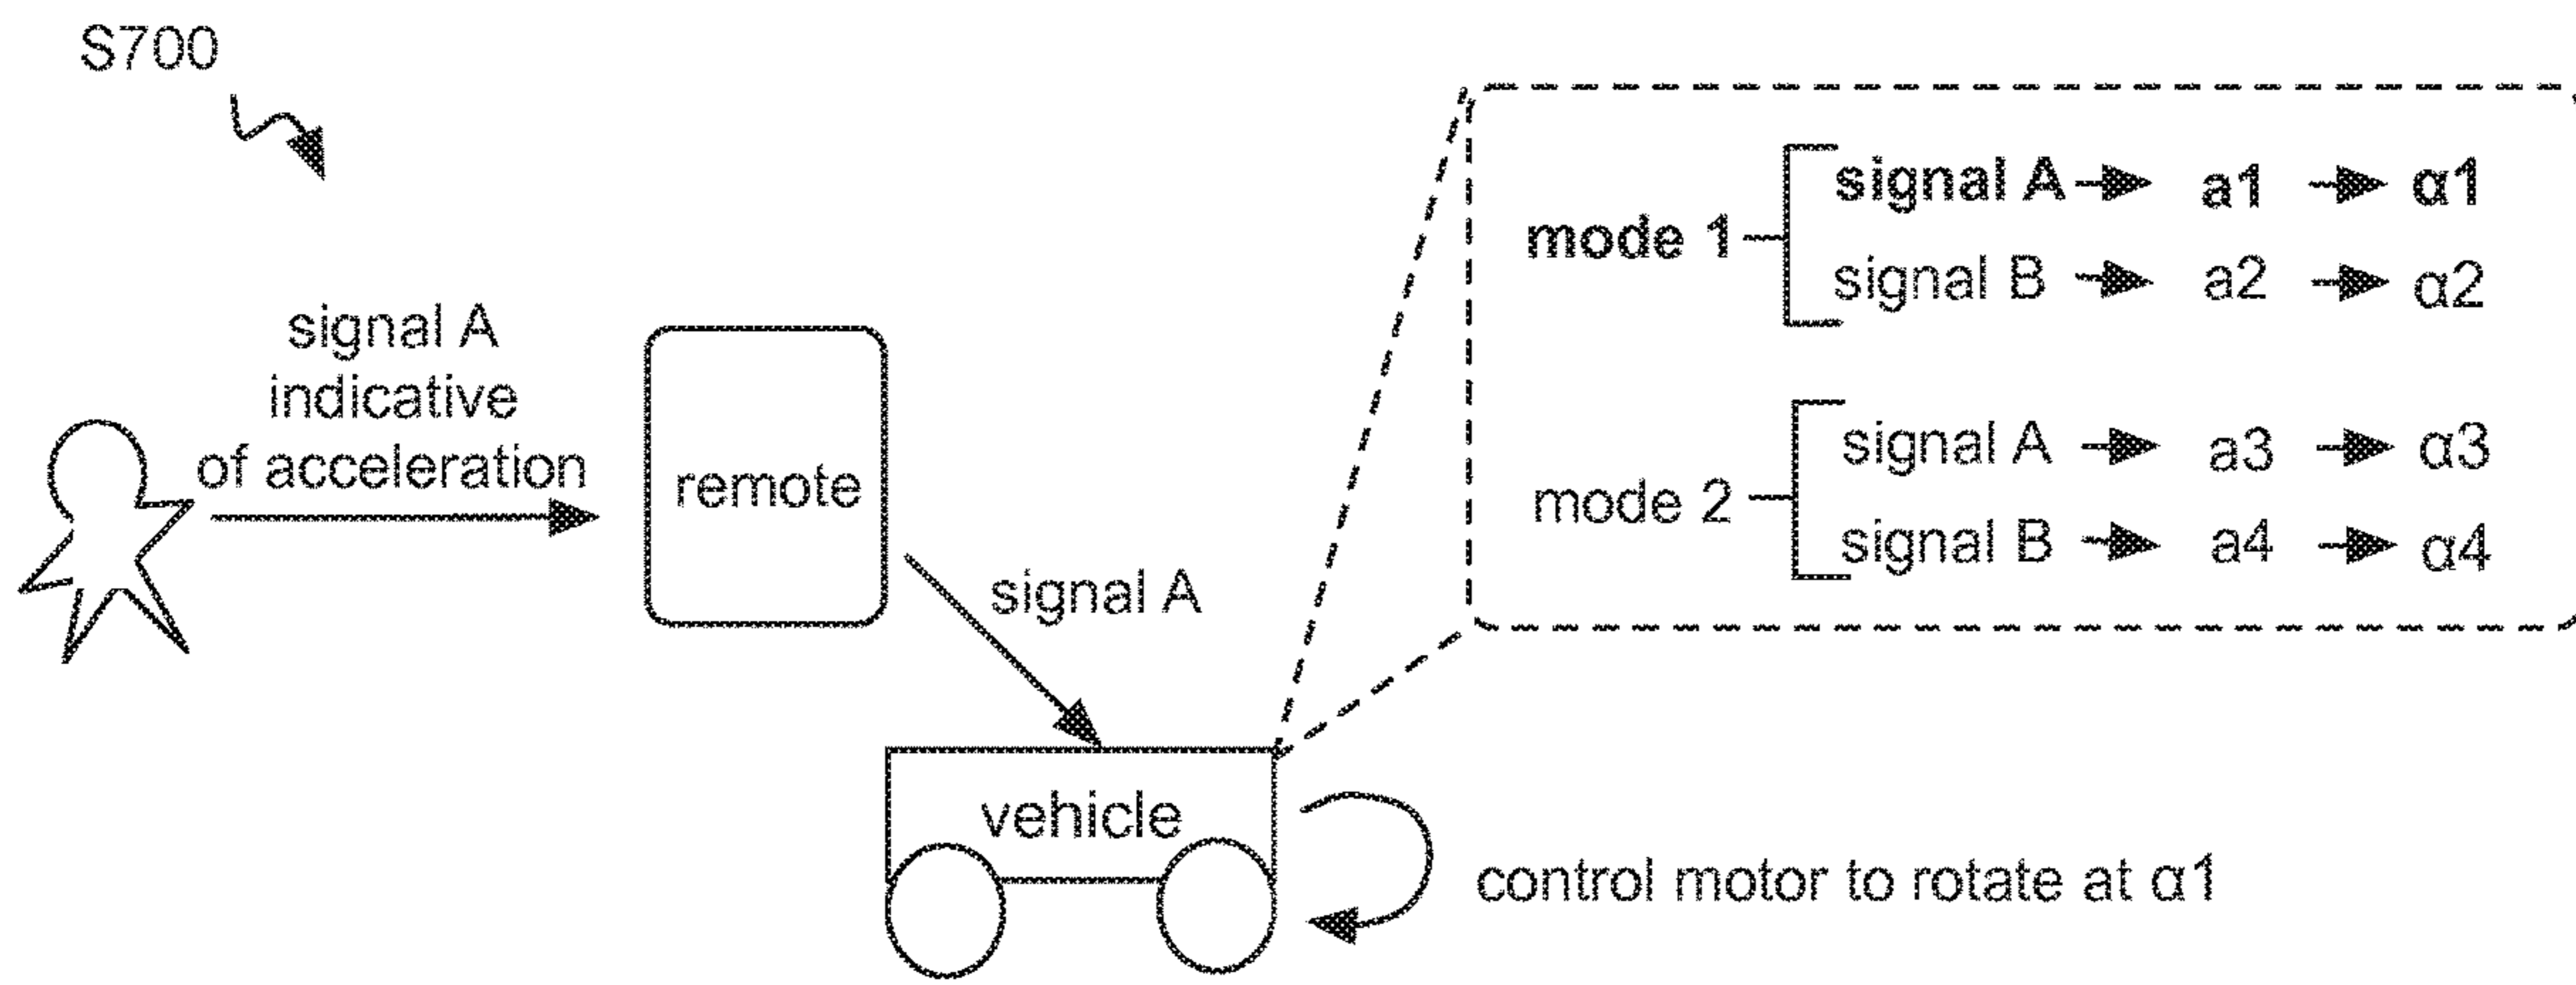 S700
signal A
indicative
of acceleration
remote
signal A
vehicle
control motor to rotate at α1
mode 1
signal A a1 α1
signal B a2 α2
mode 2
signal A a3 α3
signal B a4 α4